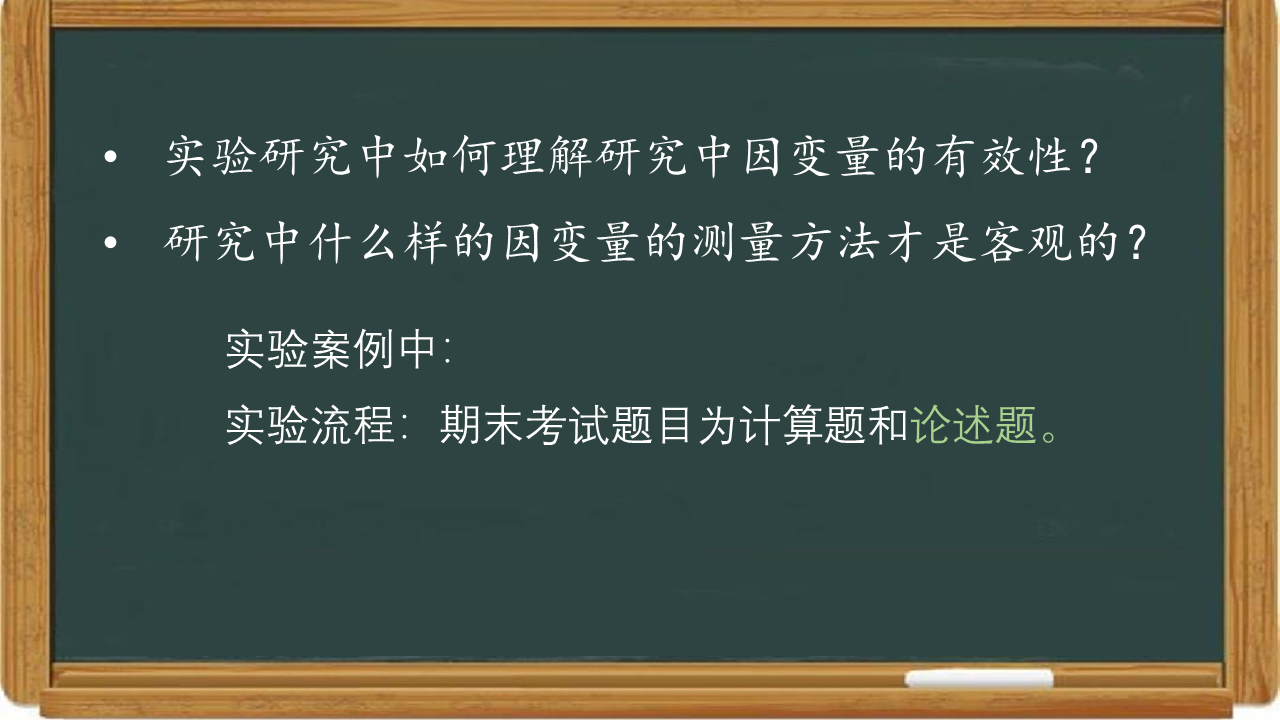 • 实验研究中如何理解研究中因变量的有效性？
• 研究中什么样的因变量的测量方法才是客观的？
实验案例中：
实验流程：期末考试题目为计算题和论述题。